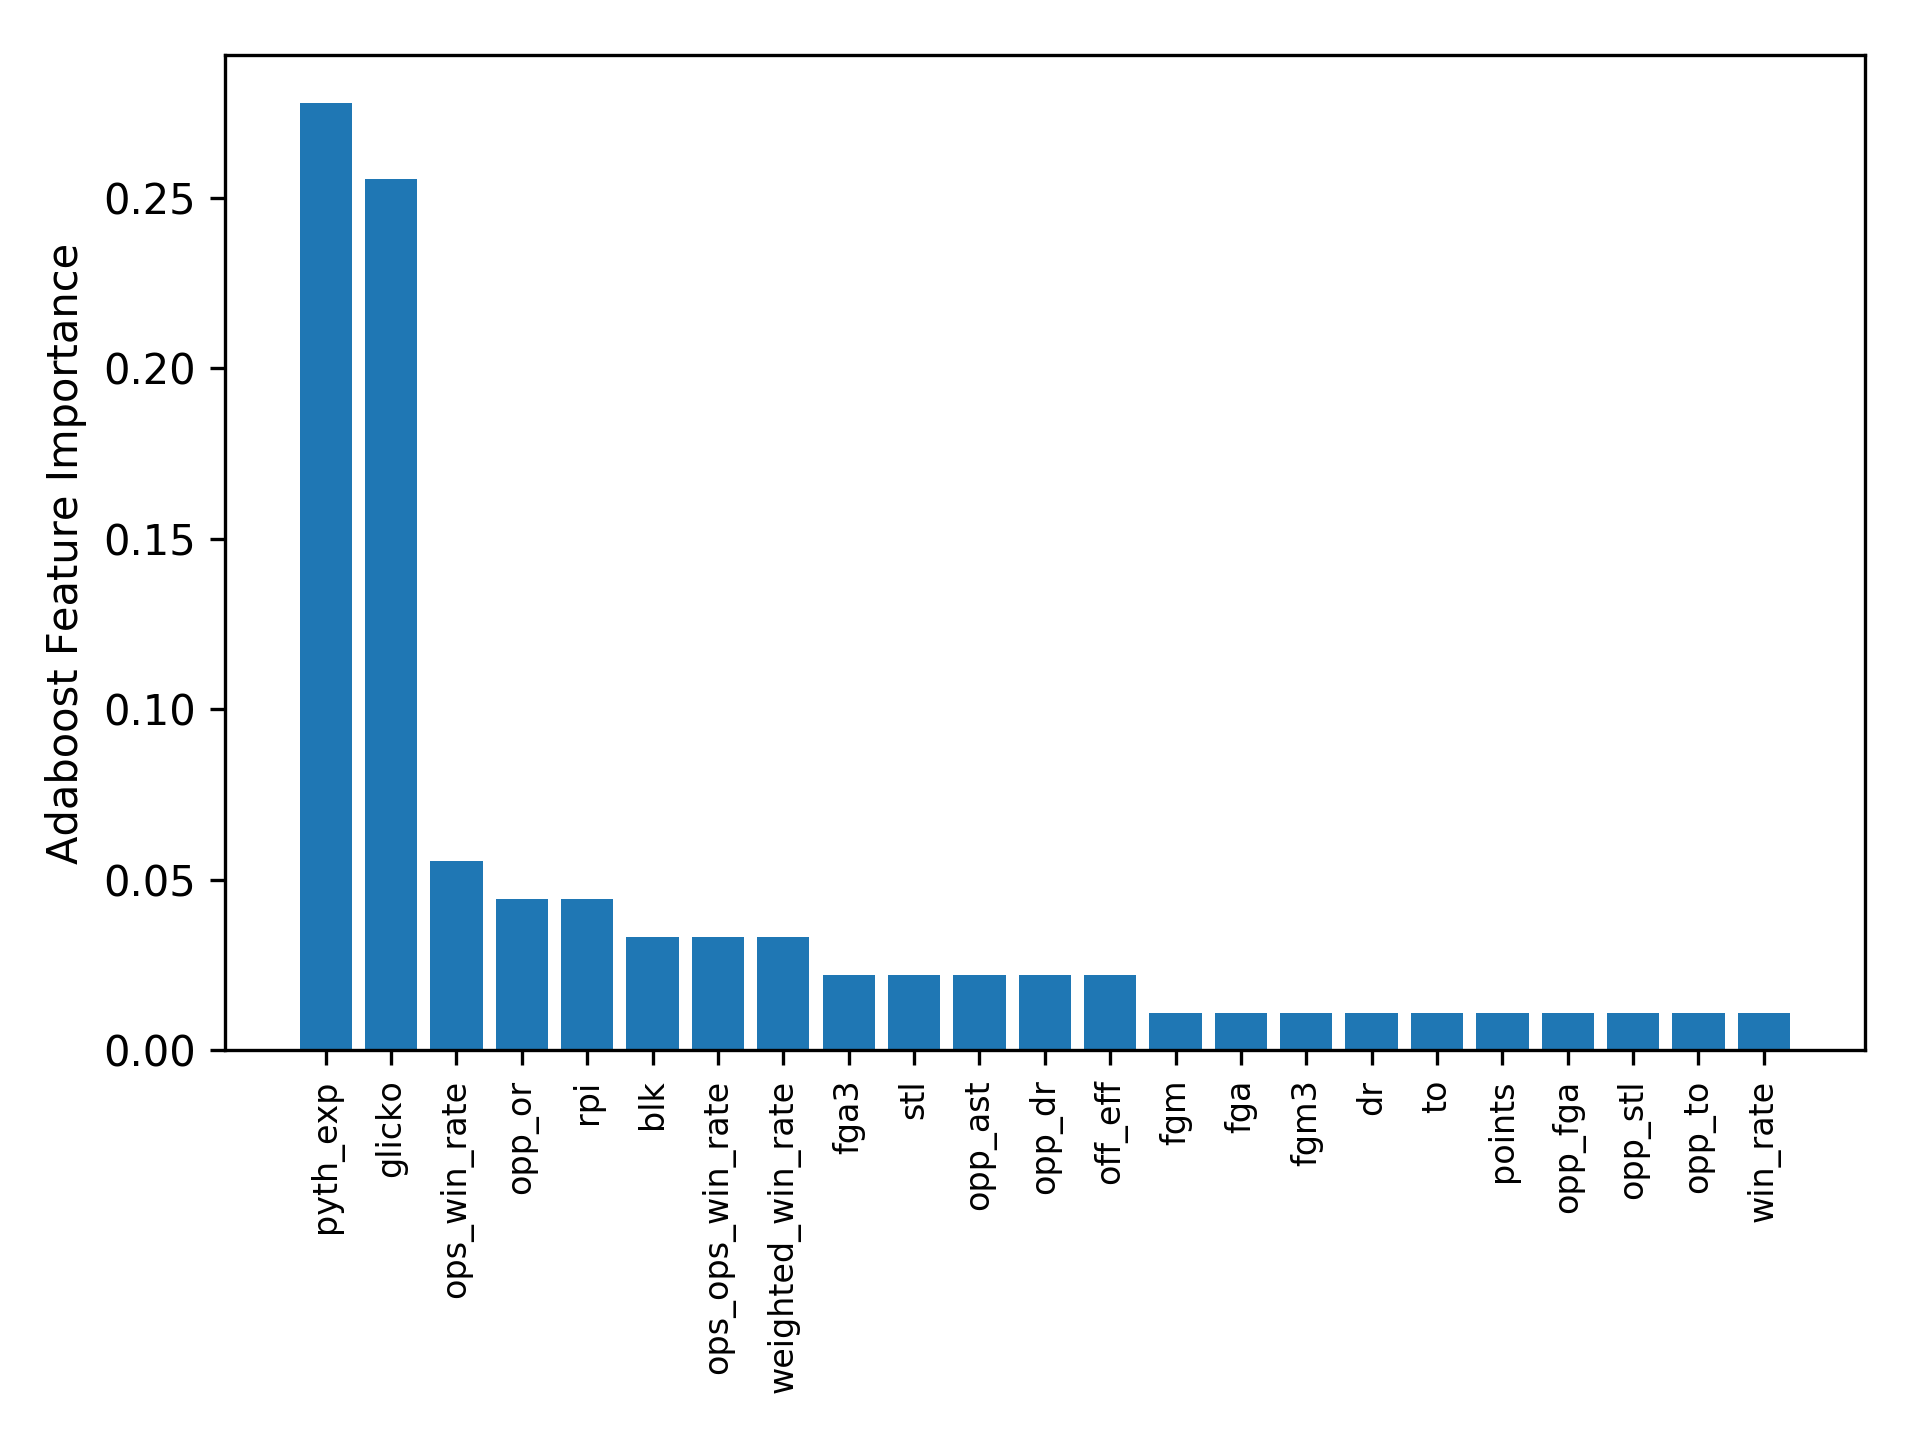 Adaboost Feature Importance
0.25
0.20
0.15
0.10
0.05
0.00
pyth_exp
glicko
ops_win_rate
opp_or
rpi
blk
ops_ops_win_rate
weighted_win_rate
fga3
stl
opp_ast
opp_dr
off_eff
fgm
fga
fgm3
dr
to
points
opp_fga
opp_stl
opp_to
win_rate